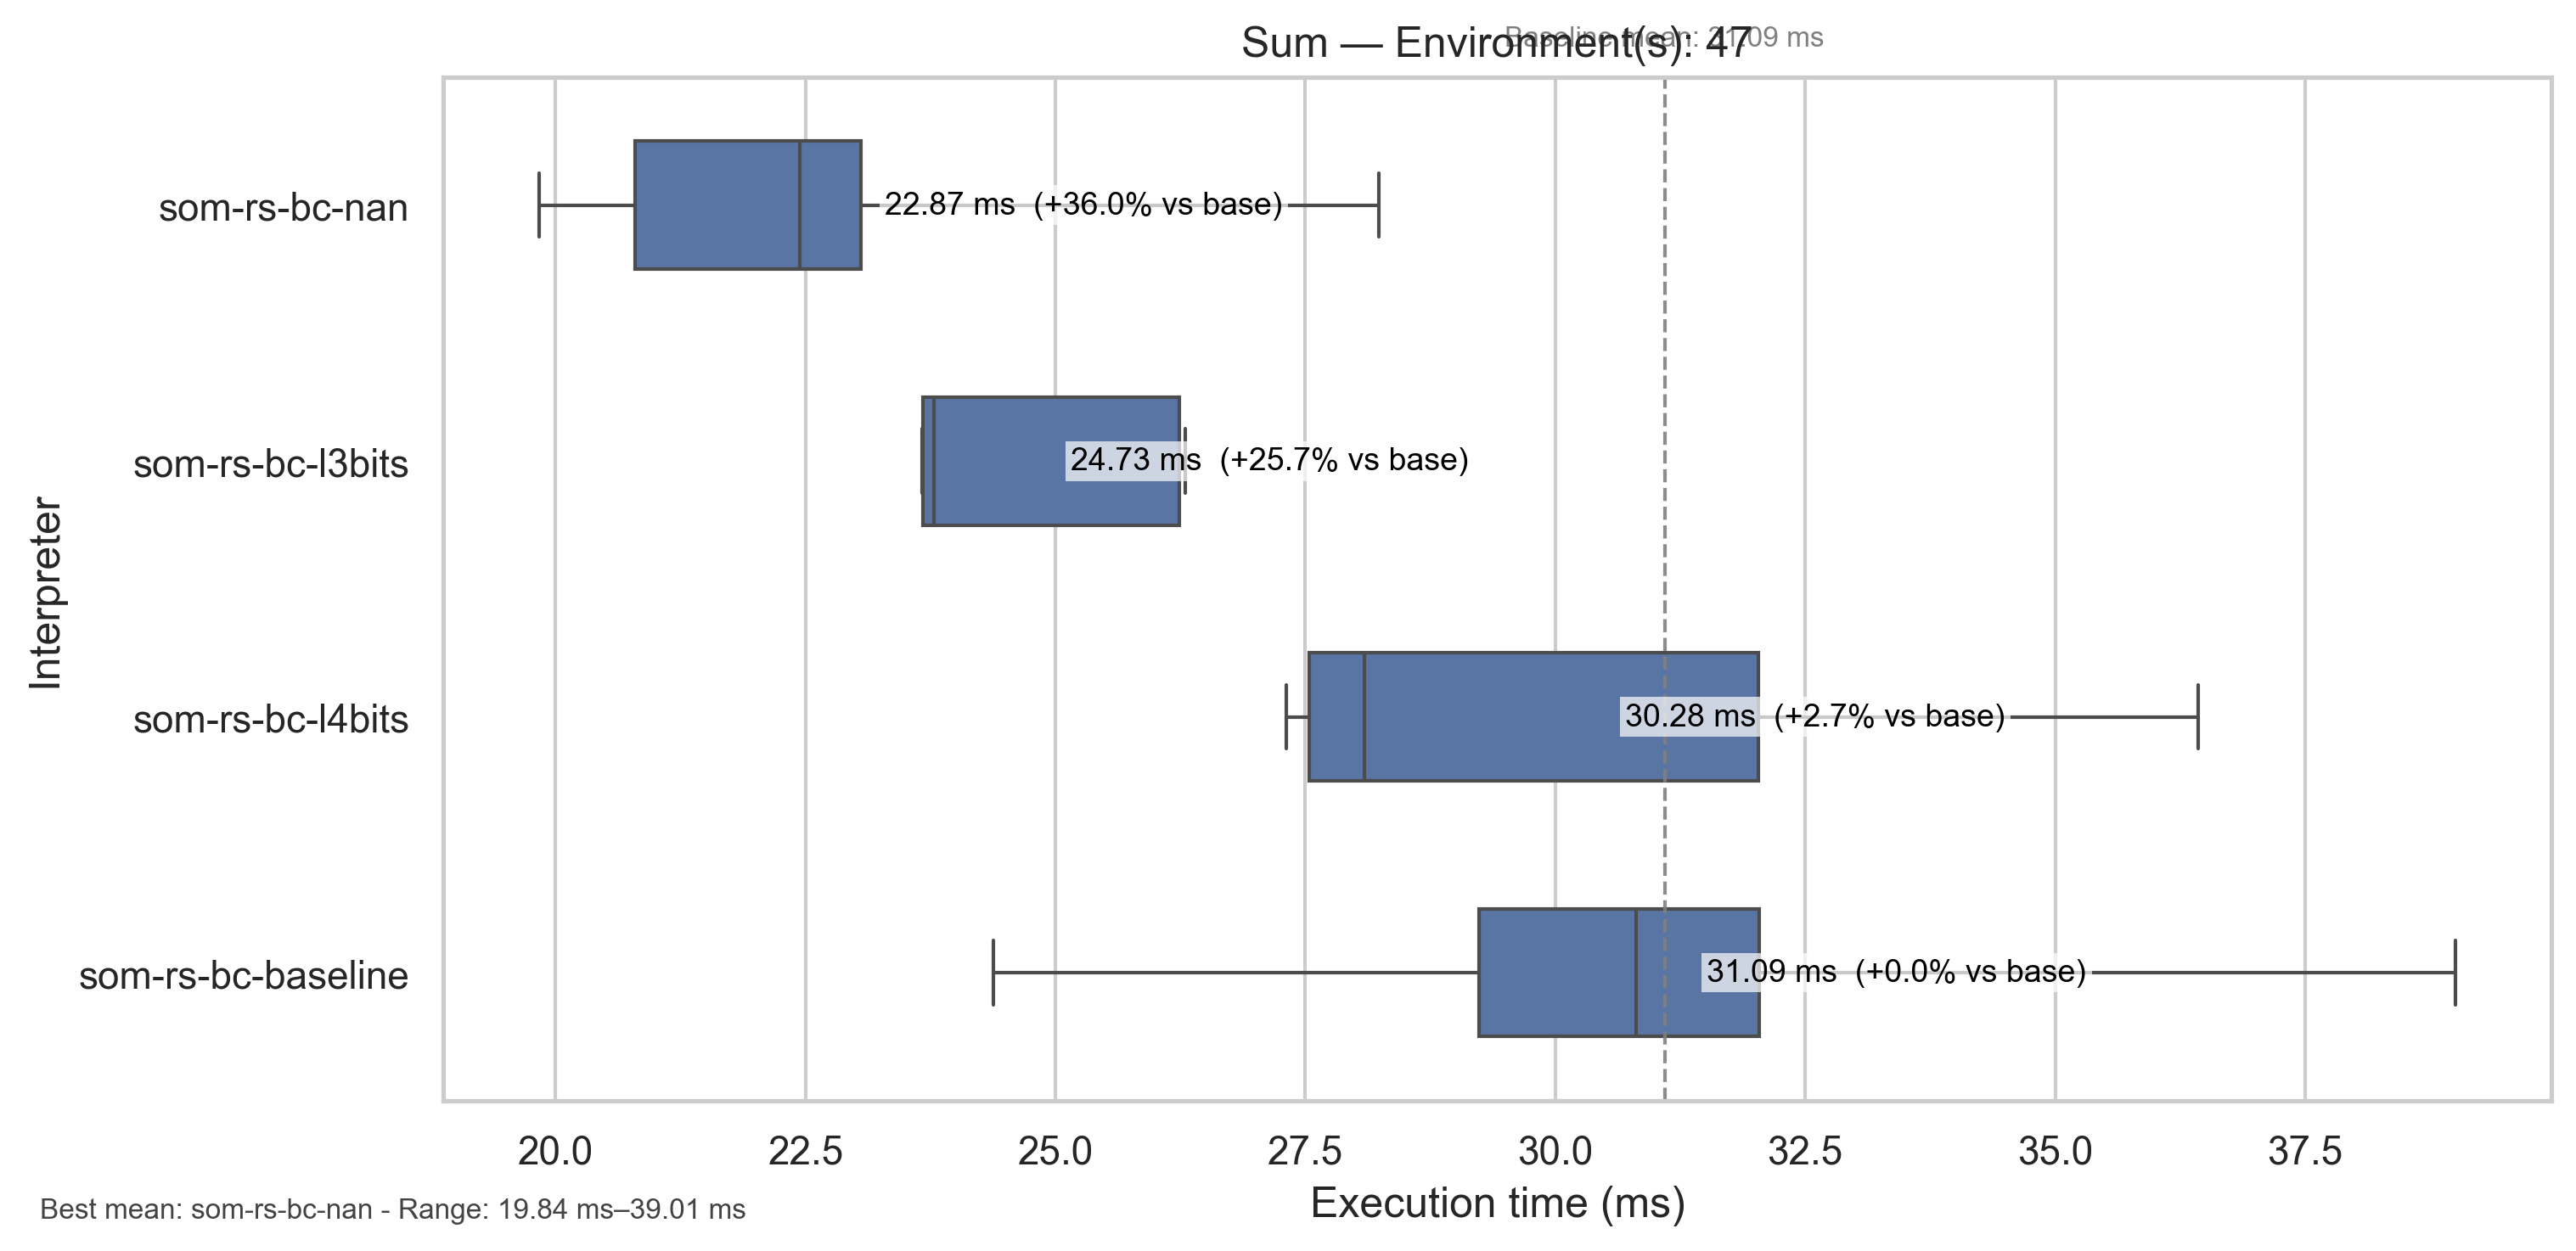 Baseline mean: 31.09 ms
Sum — Environment(s): 47
Interpreter
som-rs-bc-nan
22.87 ms (+36.0% vs base)
som-rs-bc-l3bits
24.73 ms (+25.7% vs base)
som-rs-bc-l4bits
30.28 ms (+2.7% vs base)
som-rs-bc-baseline
31.09 ms (+0.0% vs base)
20.0 22.5 25.0 27.5 30.0 32.5 35.0 37.5
Execution time (ms)
Best mean: som-rs-bc-nan - Range: 19.84 ms–39.01 ms